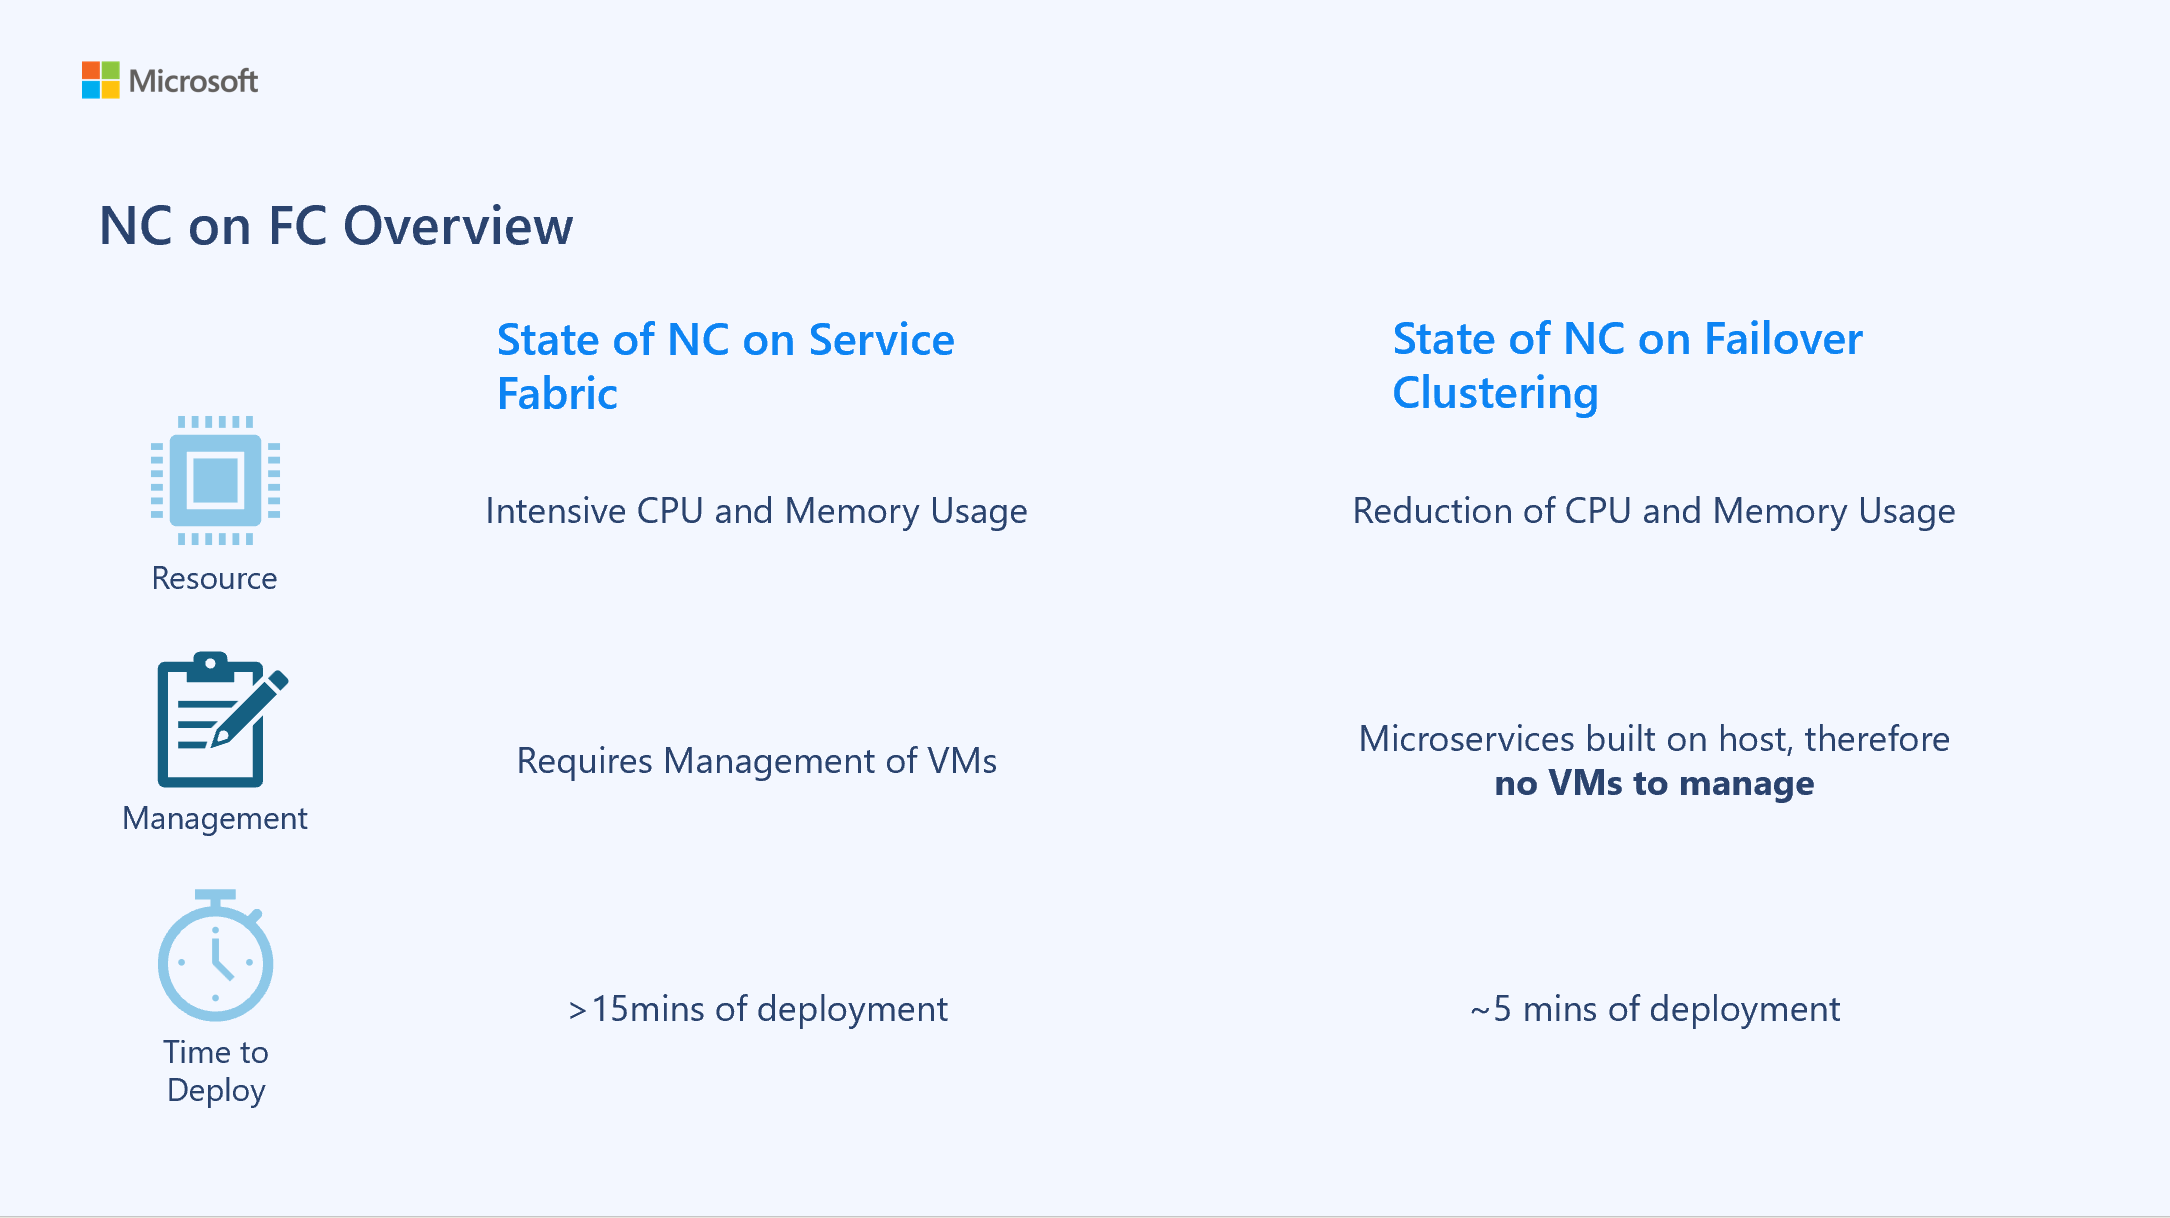 Microsoft
NC on FC Overview
State of NC on Service
Fabric
State of NC on Failover
Clustering
Resource
Intensive CPU and Memory Usage
Reduction of CPU and Memory Usage
Management
Requires Management of VMs
Microservices built on host, therefore
no VMs to manage
Time to
Deploy
>15mins of deployment
~5 mins of deployment